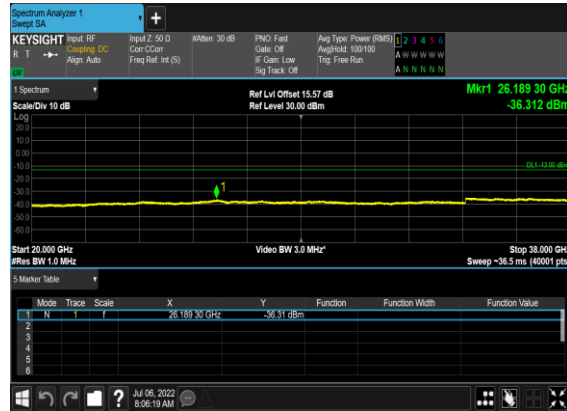 Spectrum Analyzer 1
Swept SA
+
KEYSIGHT Input: RF Input Z: 50 Ω #Atten: 30 dB PNO: Fast Avg Type: Power (RMS) 1 2 3 4 5 6
R T Coupling: DC Corr CCorr Gate: Off Avg|Hold: 100/100 A W W W W W
Align: Auto Freq Ref: Int (S) IF Gain: Low Trig: Free Run
Sig Track: Off A N N N N N
1 Spectrum Ref Lvl Offset 15.57 dB Mkr1 26.189 30 GHz
Scale/Div 10 dB Ref Level 30.00 dBm -36.312 dBm
Log
20.0
10.0
0.00
-10.0
DL1 -13.00 dBm
-20.0
-30.0
1
-40.0
-50.0
-60.0
Start 20.000 GHz Video BW 3.0 MHz* Stop 38.000 GHz
#Res BW 1.0 MHz Sweep ~36.5 ms (40001 pts)
5 Marker Table
Mode Trace Scale X Y Function Function Width Function Value
1 N 1 f 26.189 30 GHz -36.31 dBm
2
3
4
5
6
? Jul 06, 2022
8:06:19 AM